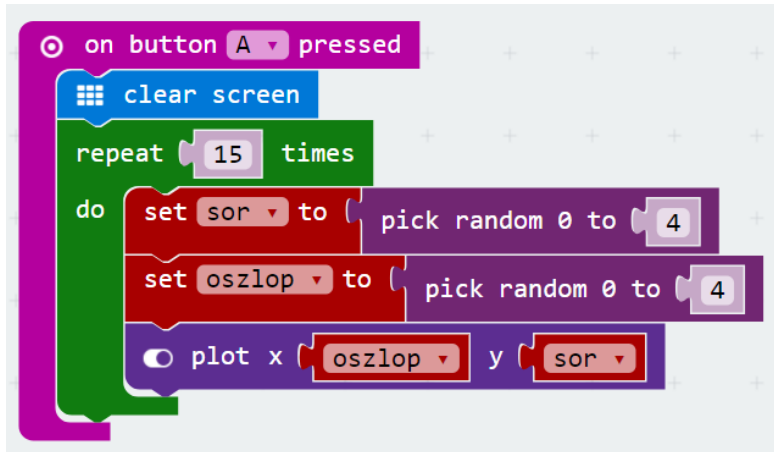 on button A pressed
clear screen
repeat 15 times
do set sor to pick random 0 to 4
set oszlop to pick random 0 to 4
plot x oszlop y sor